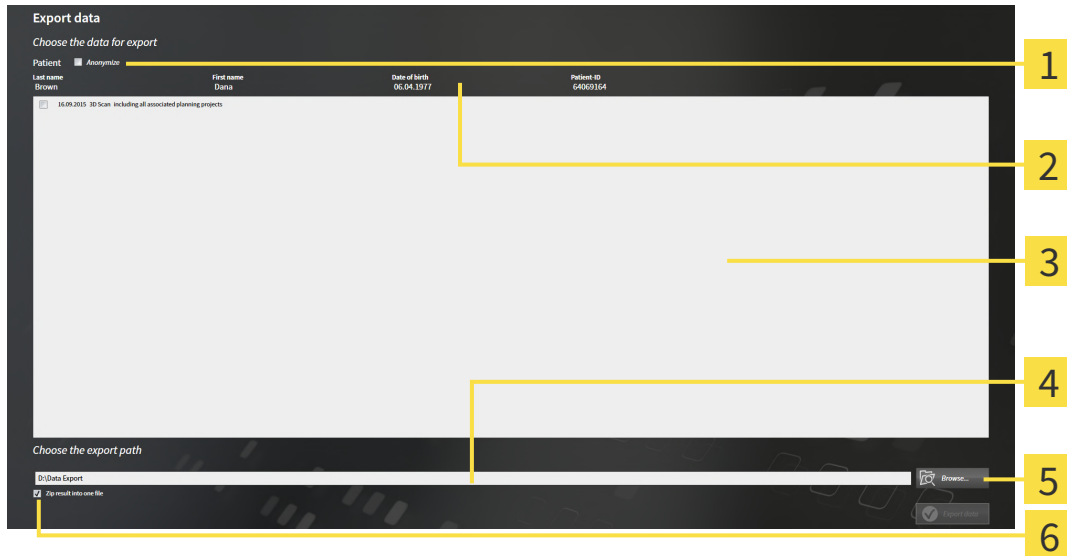 Export data
Choose the data for export
Patient Anonymize
1
Last name First name Date of birth Patient-ID
Brown Dana 06.04.1977 64069164
16.09.2015 3D Scan including all associated planning projects
2
3
4
Choose the export path
D:\Data Export Browse...
5
Zip result into one file
Export data
6